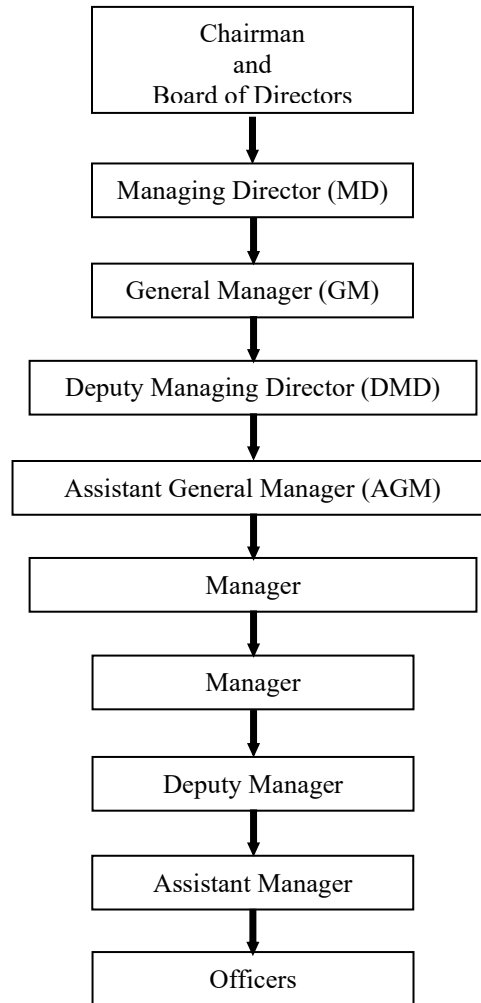 Chairman
and
Board of Directors
Managing Director (MD)
General Manager (GM)
Deputy Managing Director (DMD)
Assistant General Manager (AGM)
Manager
Manager
Deputy Manager
Assistant Manager
Officers